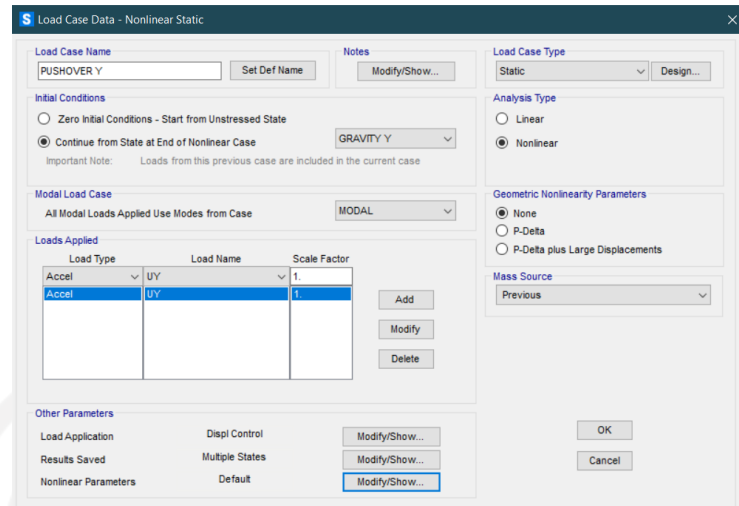 S Load Case Data - Nonlinear Static
Load Case Name
PUSHOVER Y
Set Def Name
Notes
Modify/Show...
Load Case Type
Static
Design...
Initial Conditions
Zero Initial Conditions - Start from Unstressed State
Continue from State at End of Nonlinear Case
GRAVITY Y
Important Note: Loads from this previous case are included in the current case
Analysis Type
Linear
Nonlinear
Modal Load Case
All Modal Loads Applied Use Modes from Case
MODAL
Geometric Nonlinearity Parameters
None
P-Delta
P-Delta plus Large Displacements
Loads Applied
Load Type Load Name Scale Factor
Accel UY 1.
Accel UY 1.
Add
Modify
Delete
Mass Source
Previous
Other Parameters
Load Application Displ Control Modify/Show...
Results Saved Multiple States Modify/Show...
Nonlinear Parameters Default Modify/Show...
OK
Cancel